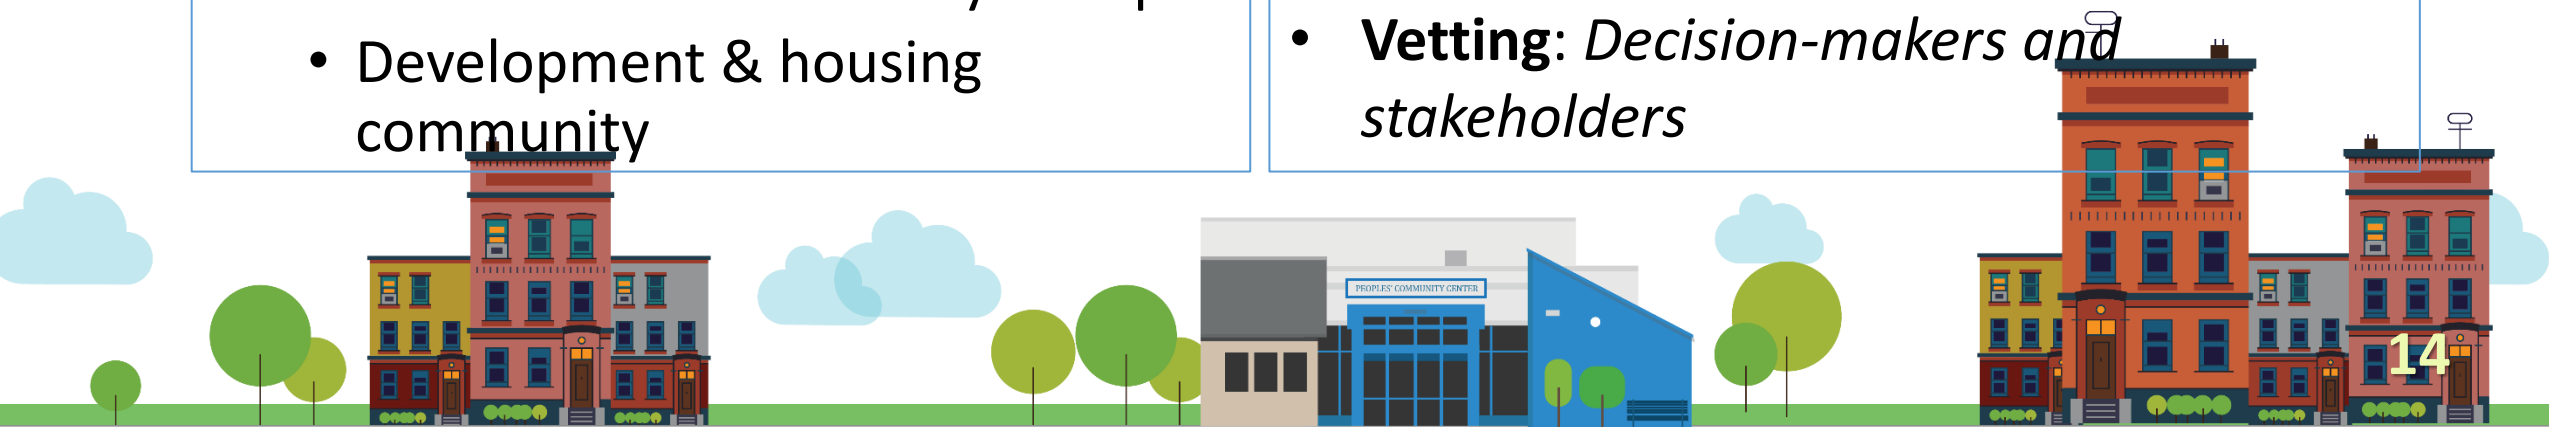 • Development & housing
community
• Vetting: Decision-makers and
stakeholders
PEOPLES' COMMUNITY CENTER
14